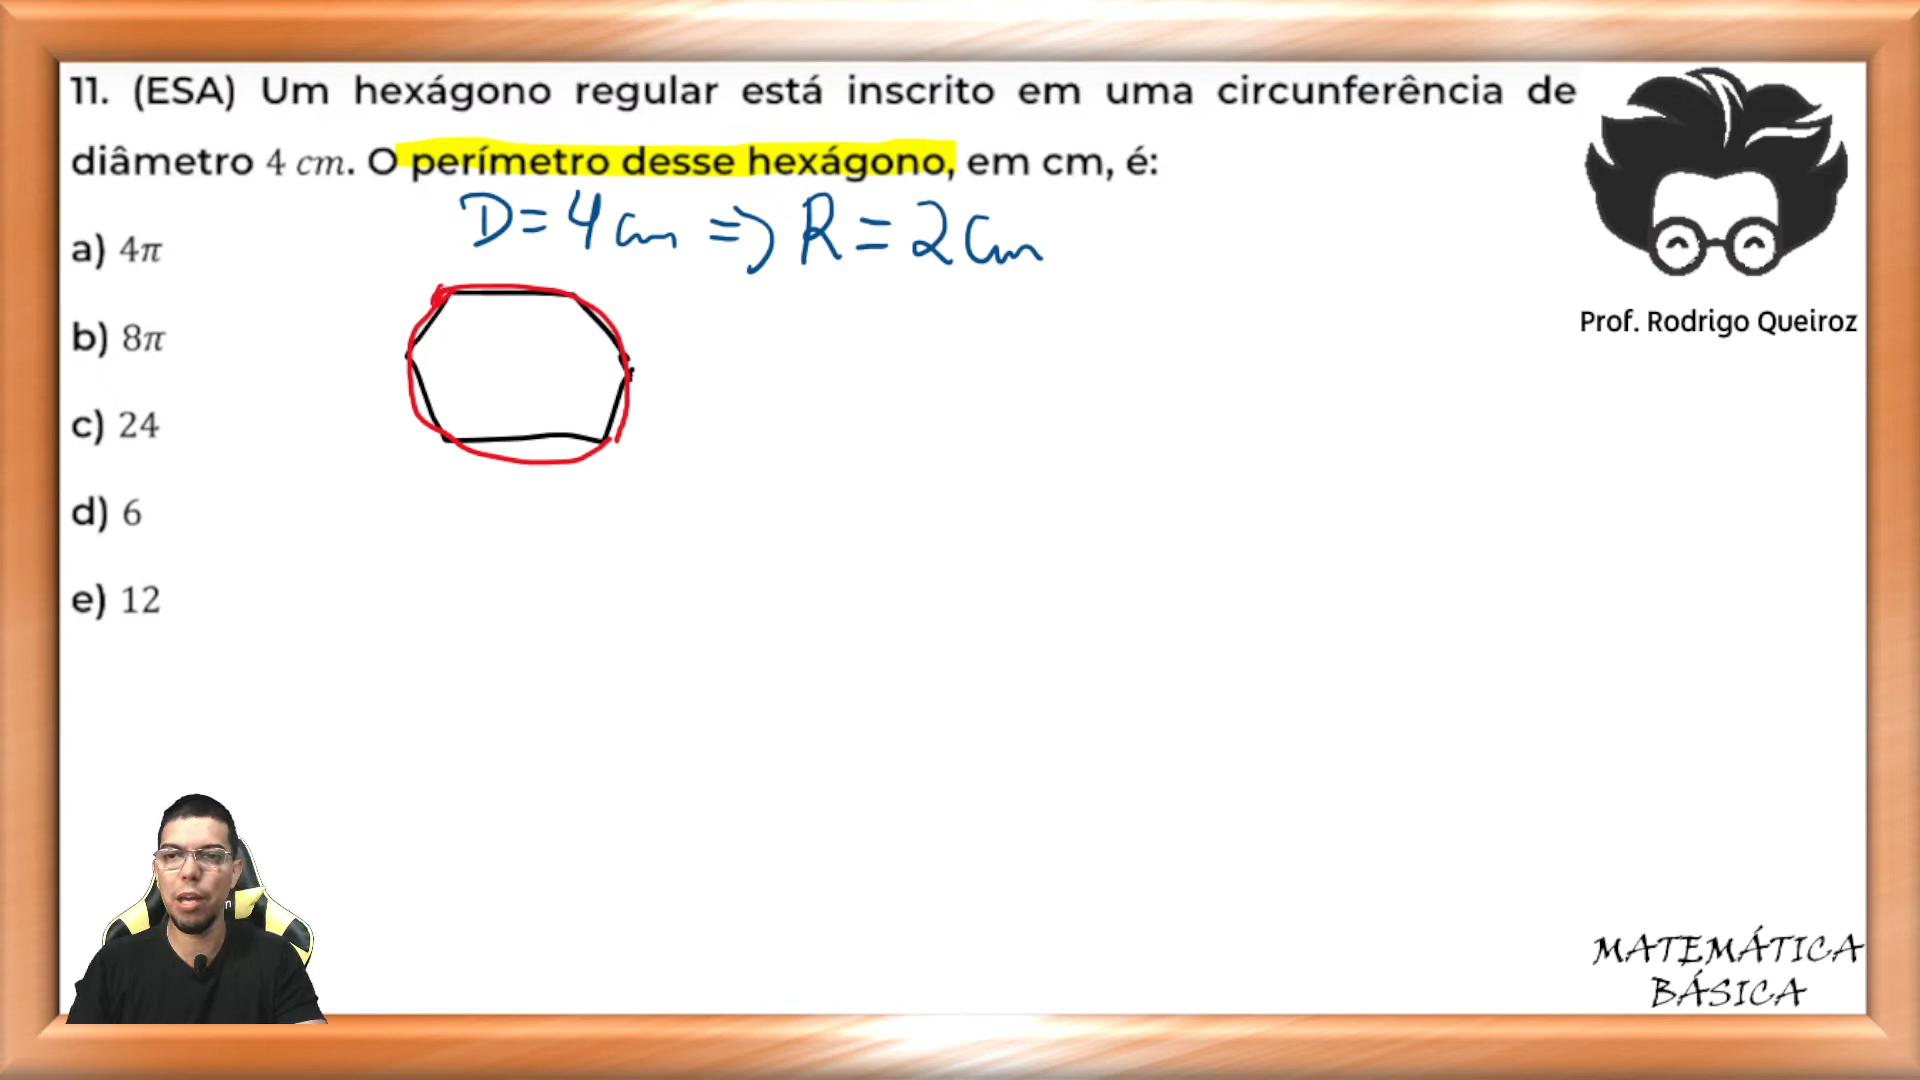 11. (ESA) Um hexágono regular está inscrito em uma circunferência de
diâmetro 4 cm. O perímetro desse hexágono, em cm, é:
D = 4 cm => R = 2 cm
a) 4π
b) 8π
c) 24
d) 6
e) 12
Prof. Rodrigo Queiroz
MATEMÁTICA
BÁSICA